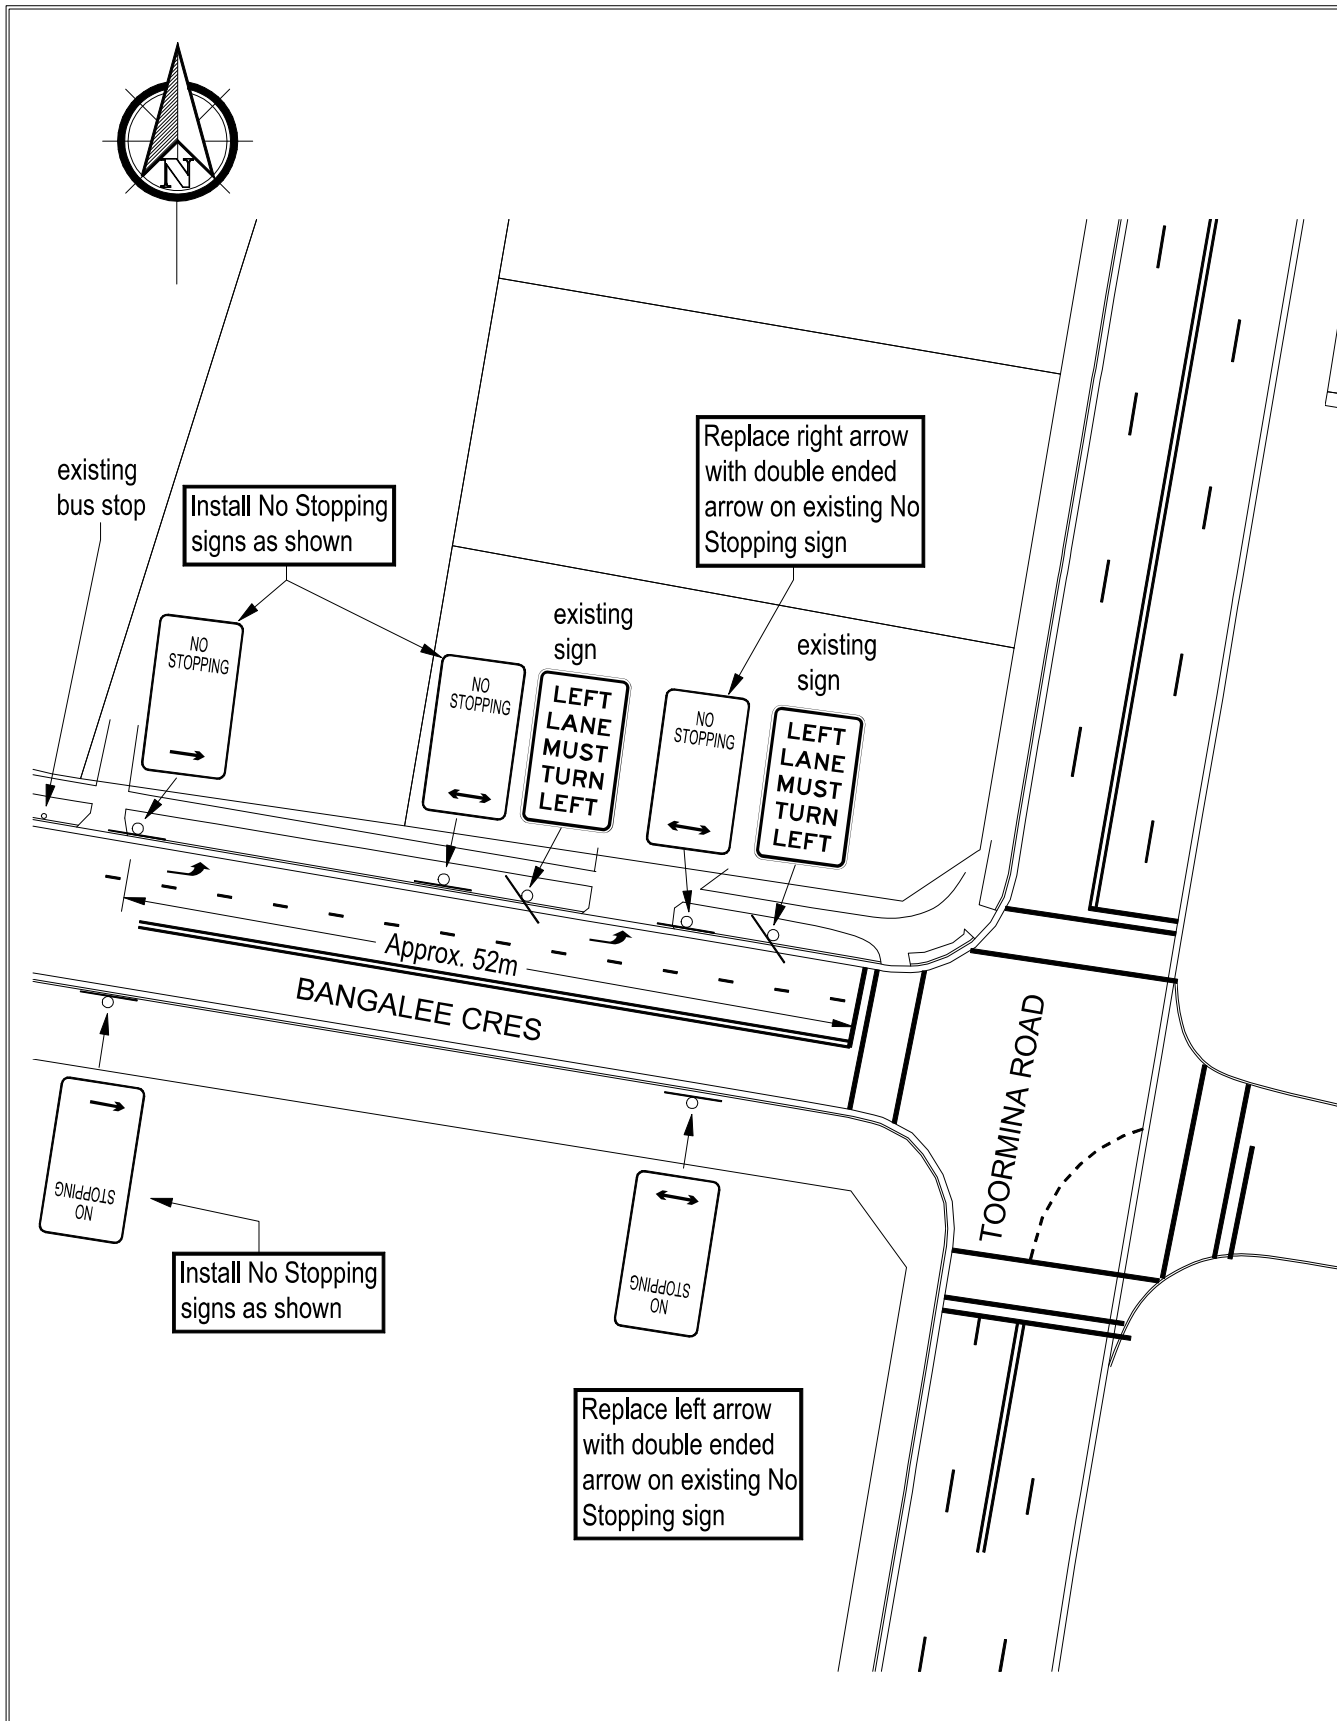 N
existing
bus stop
Install No Stopping
signs as shown
Replace right arrow
with double ended
arrow on existing No
Stopping sign
NO
STOPPING
existing
sign
NO
STOPPING
LEFT
LANE
MUST
TURN
LEFT
existing
sign
NO
STOPPING
LEFT
LANE
MUST
TURN
LEFT
Approx. 52m
BANGALEE CRES
TOORMINA ROAD
NO
STOPPING
Install No Stopping
signs as shown
NO
STOPPING
Replace left arrow
with double ended
arrow on existing No
Stopping sign